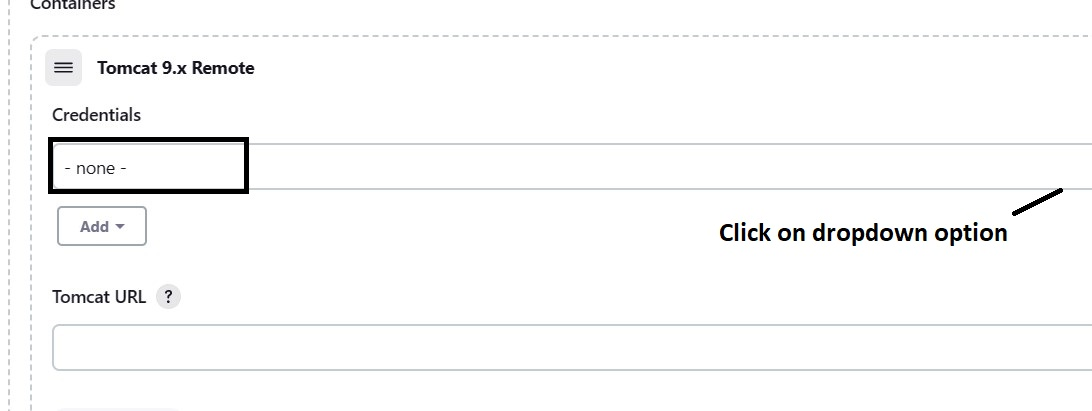 Containers
Tomcat 9.x Remote
Credentials
- none -
Add
Click on dropdown option
Tomcat URL ?